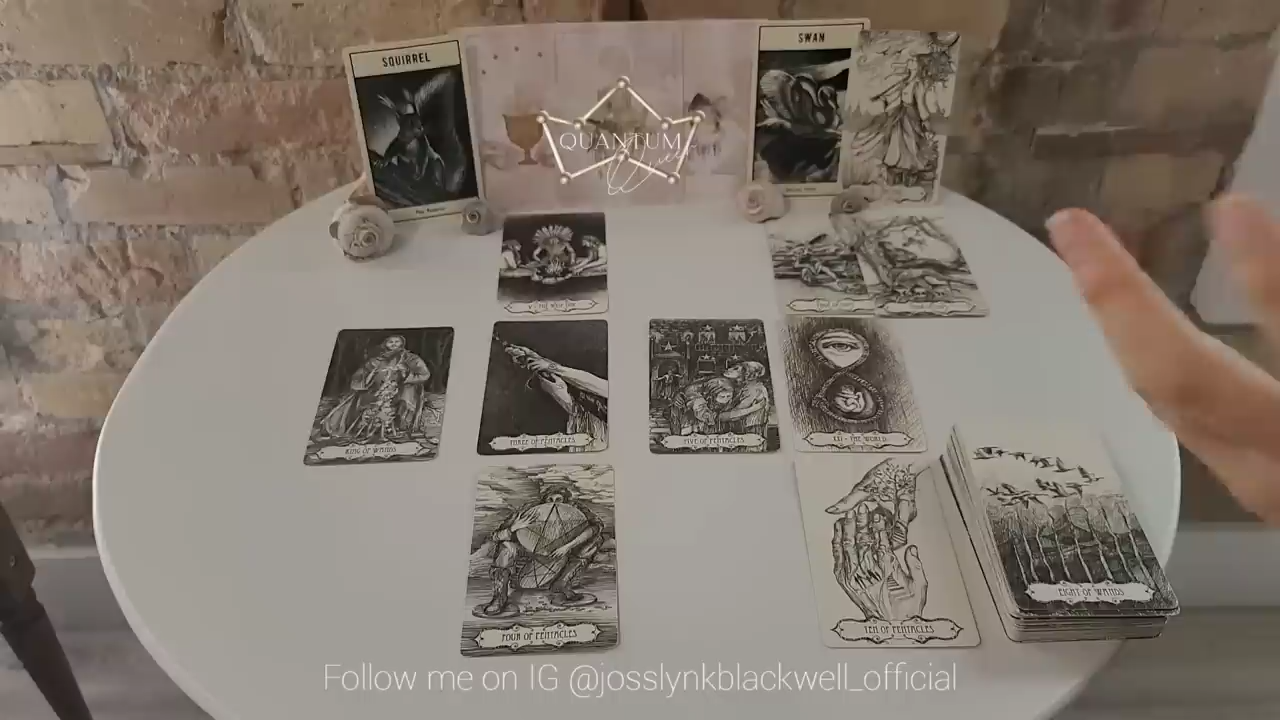 SQUIRREL
SWAN
QUANTUM
Queen
KING OF WANDS
THREE OF PENTACLES
FIVE OF PENTACLES
XXI - THE WORLD
FOUR OF PENTACLES
TEN OF PENTACLES
EIGHT OF WANDS
Follow me on IG @josslynkblackwell_official